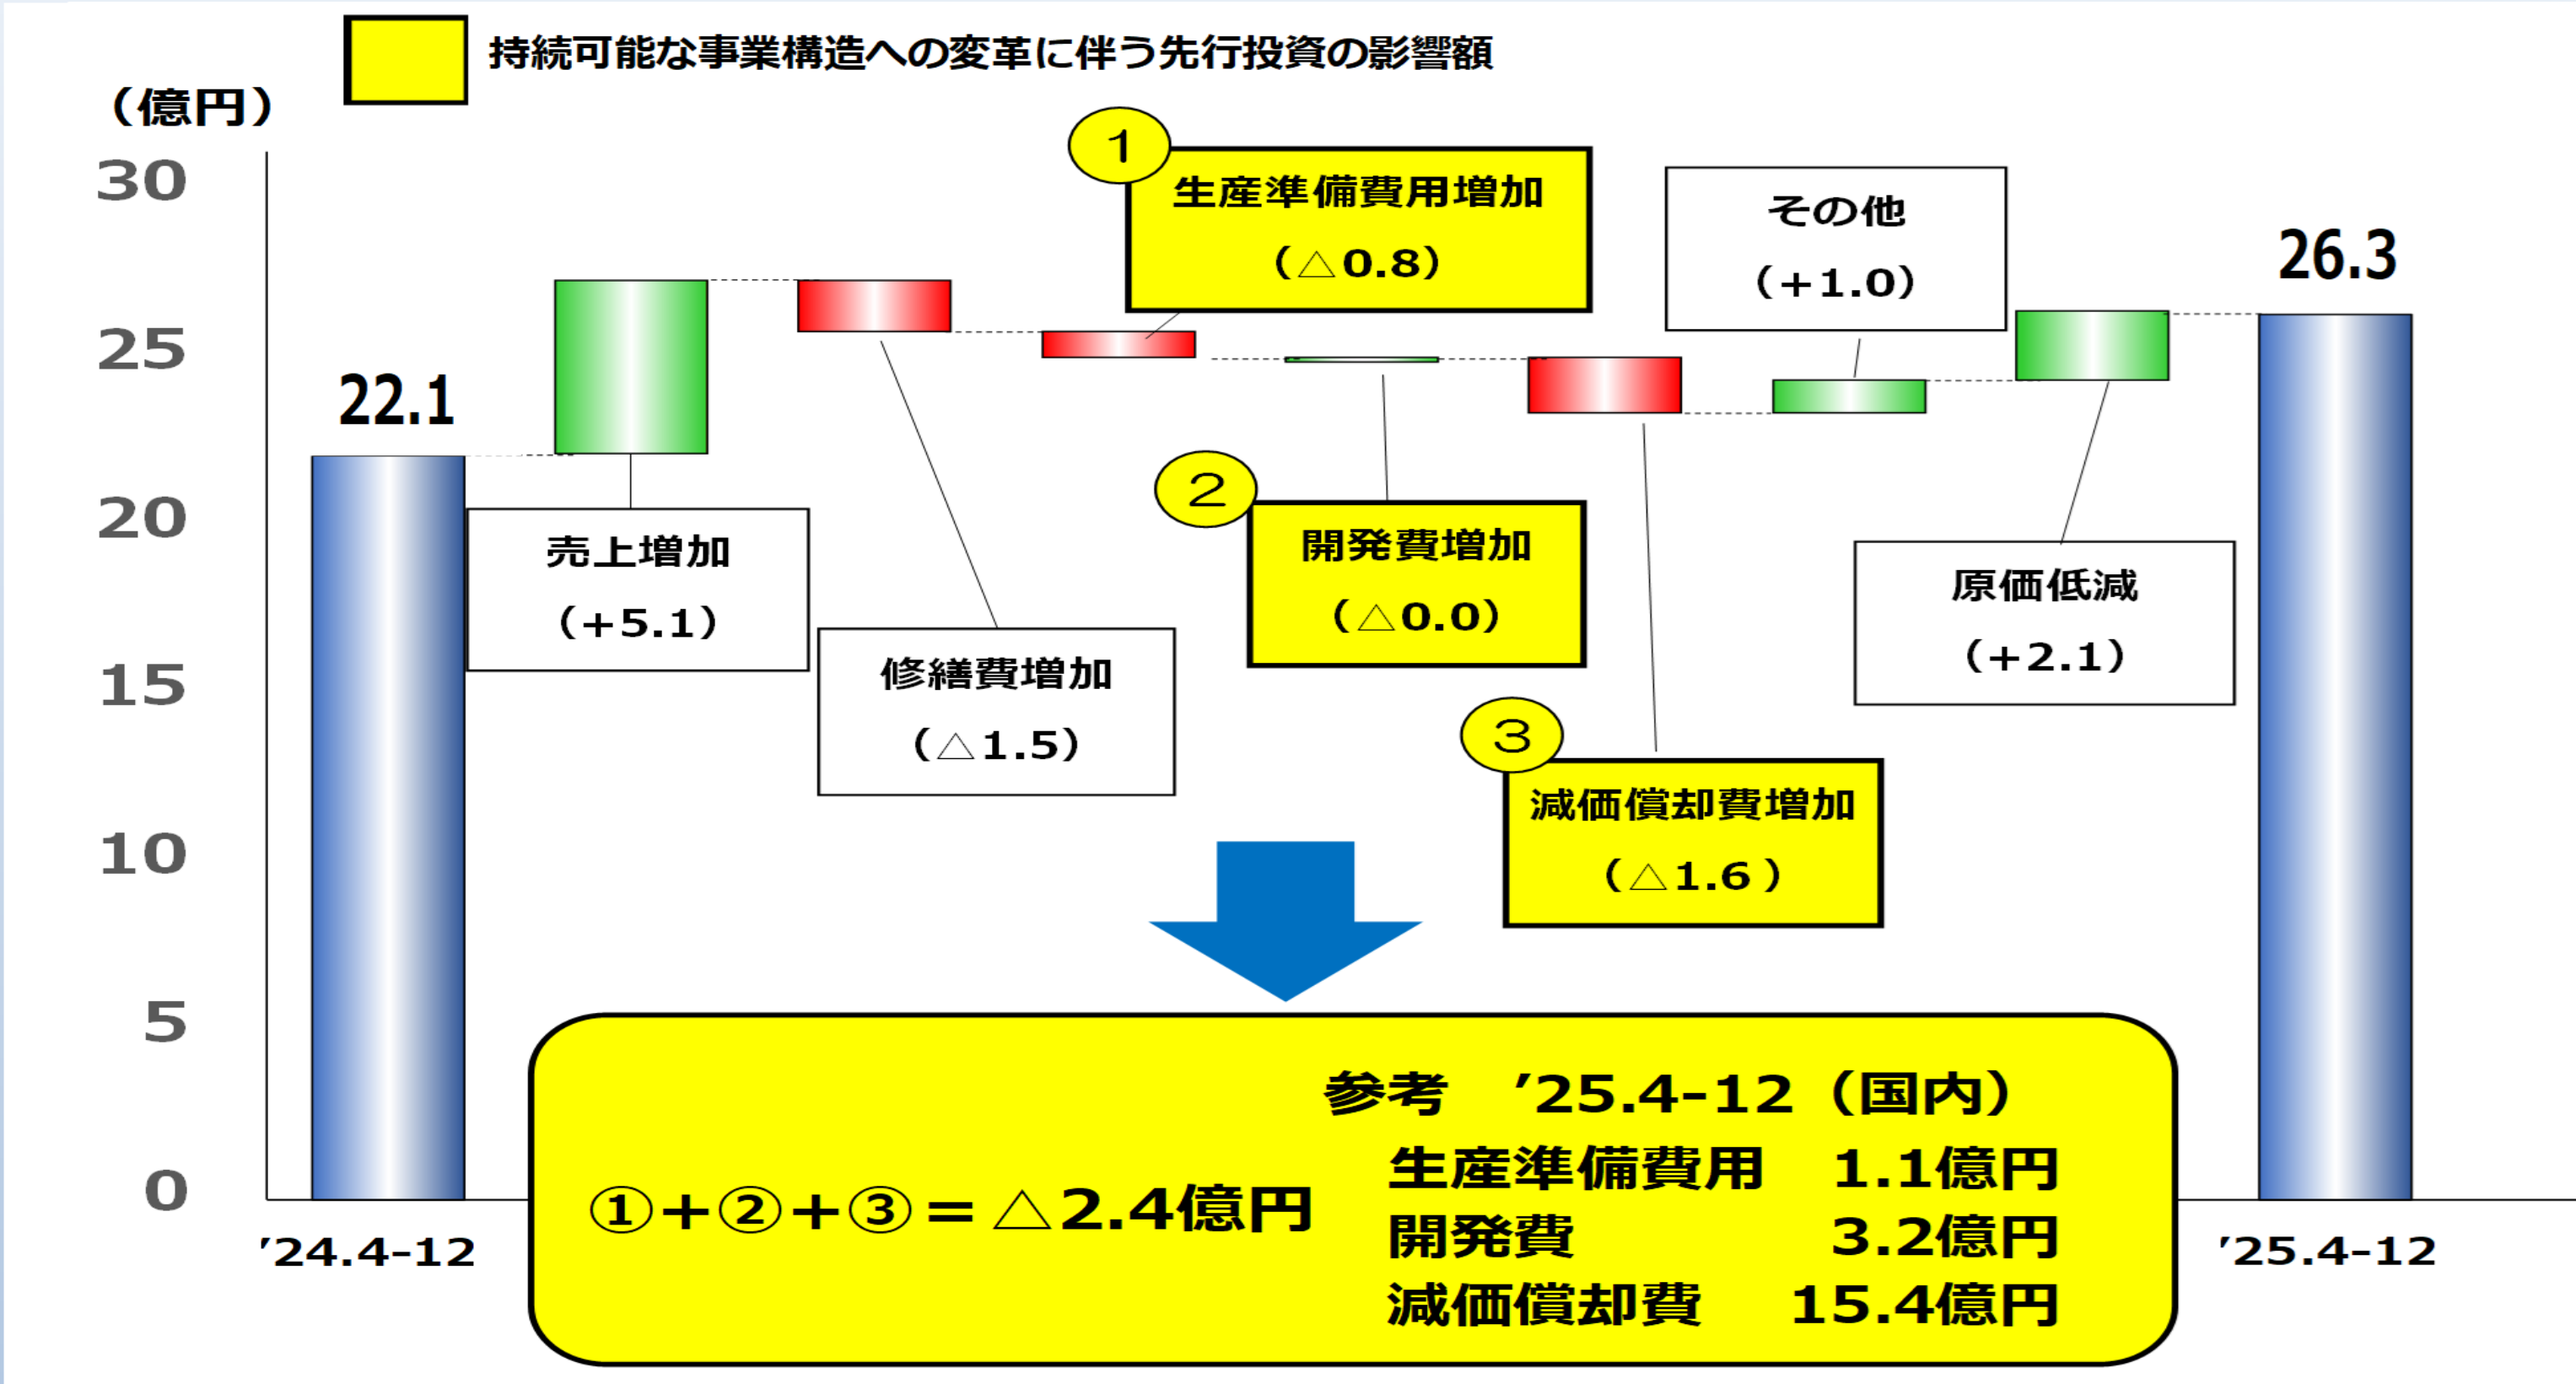 持続可能な事業構造への変革に伴う先行投資の影響額
（億円）
30
25
20
15
10
5
0
22.1
売上増加
（+5.1）
修繕費増加
（△1.5）
1
生産準備費用増加
（△0.8）
2
開発費増加
（△0.0）
3
減価償却費増加
（△1.6 ）
その他
（+1.0）
原価低減
（+2.1）
26.3
①+②+③＝△2.4億円
参考　’25.4-12（国内）
生産準備費用　1.1億円
開発費　3.2億円
減価償却費　15.4億円
’24.4-12
’25.4-12